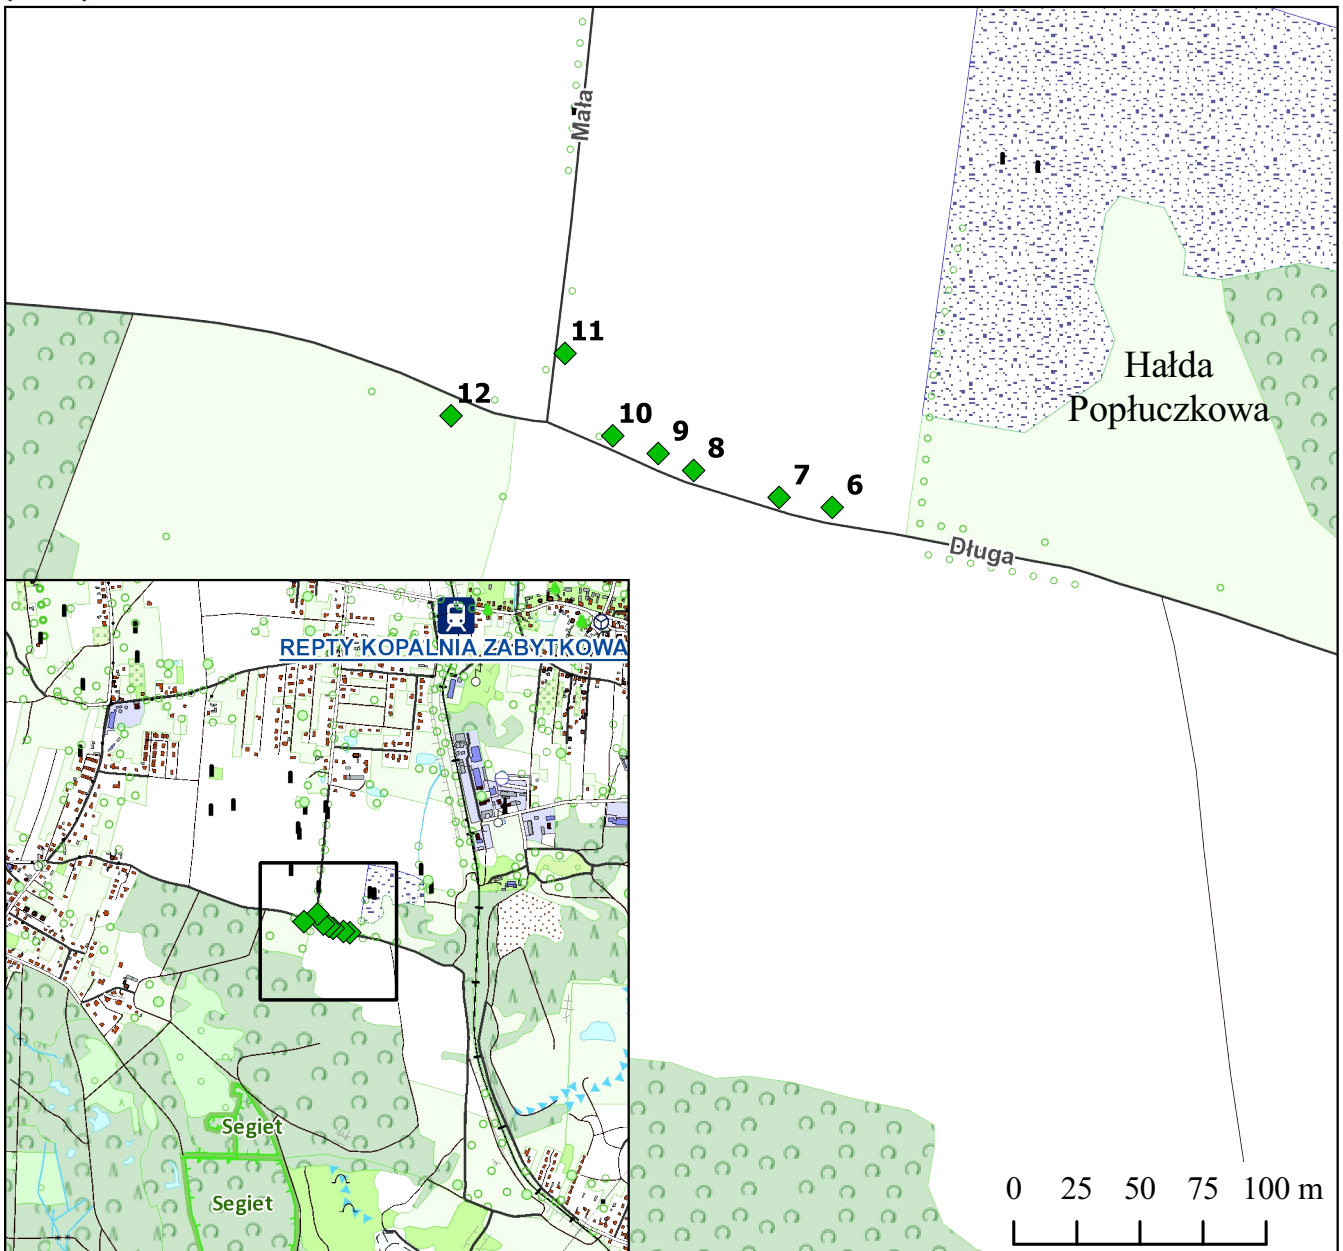 Mała
11
12
10
9
8
7
6
Hałda
Popłuczkowa
Długa
REPTY KOPALNIA ZABYTKOWA
Segiet
Segiet
0 25 50 75 100 m